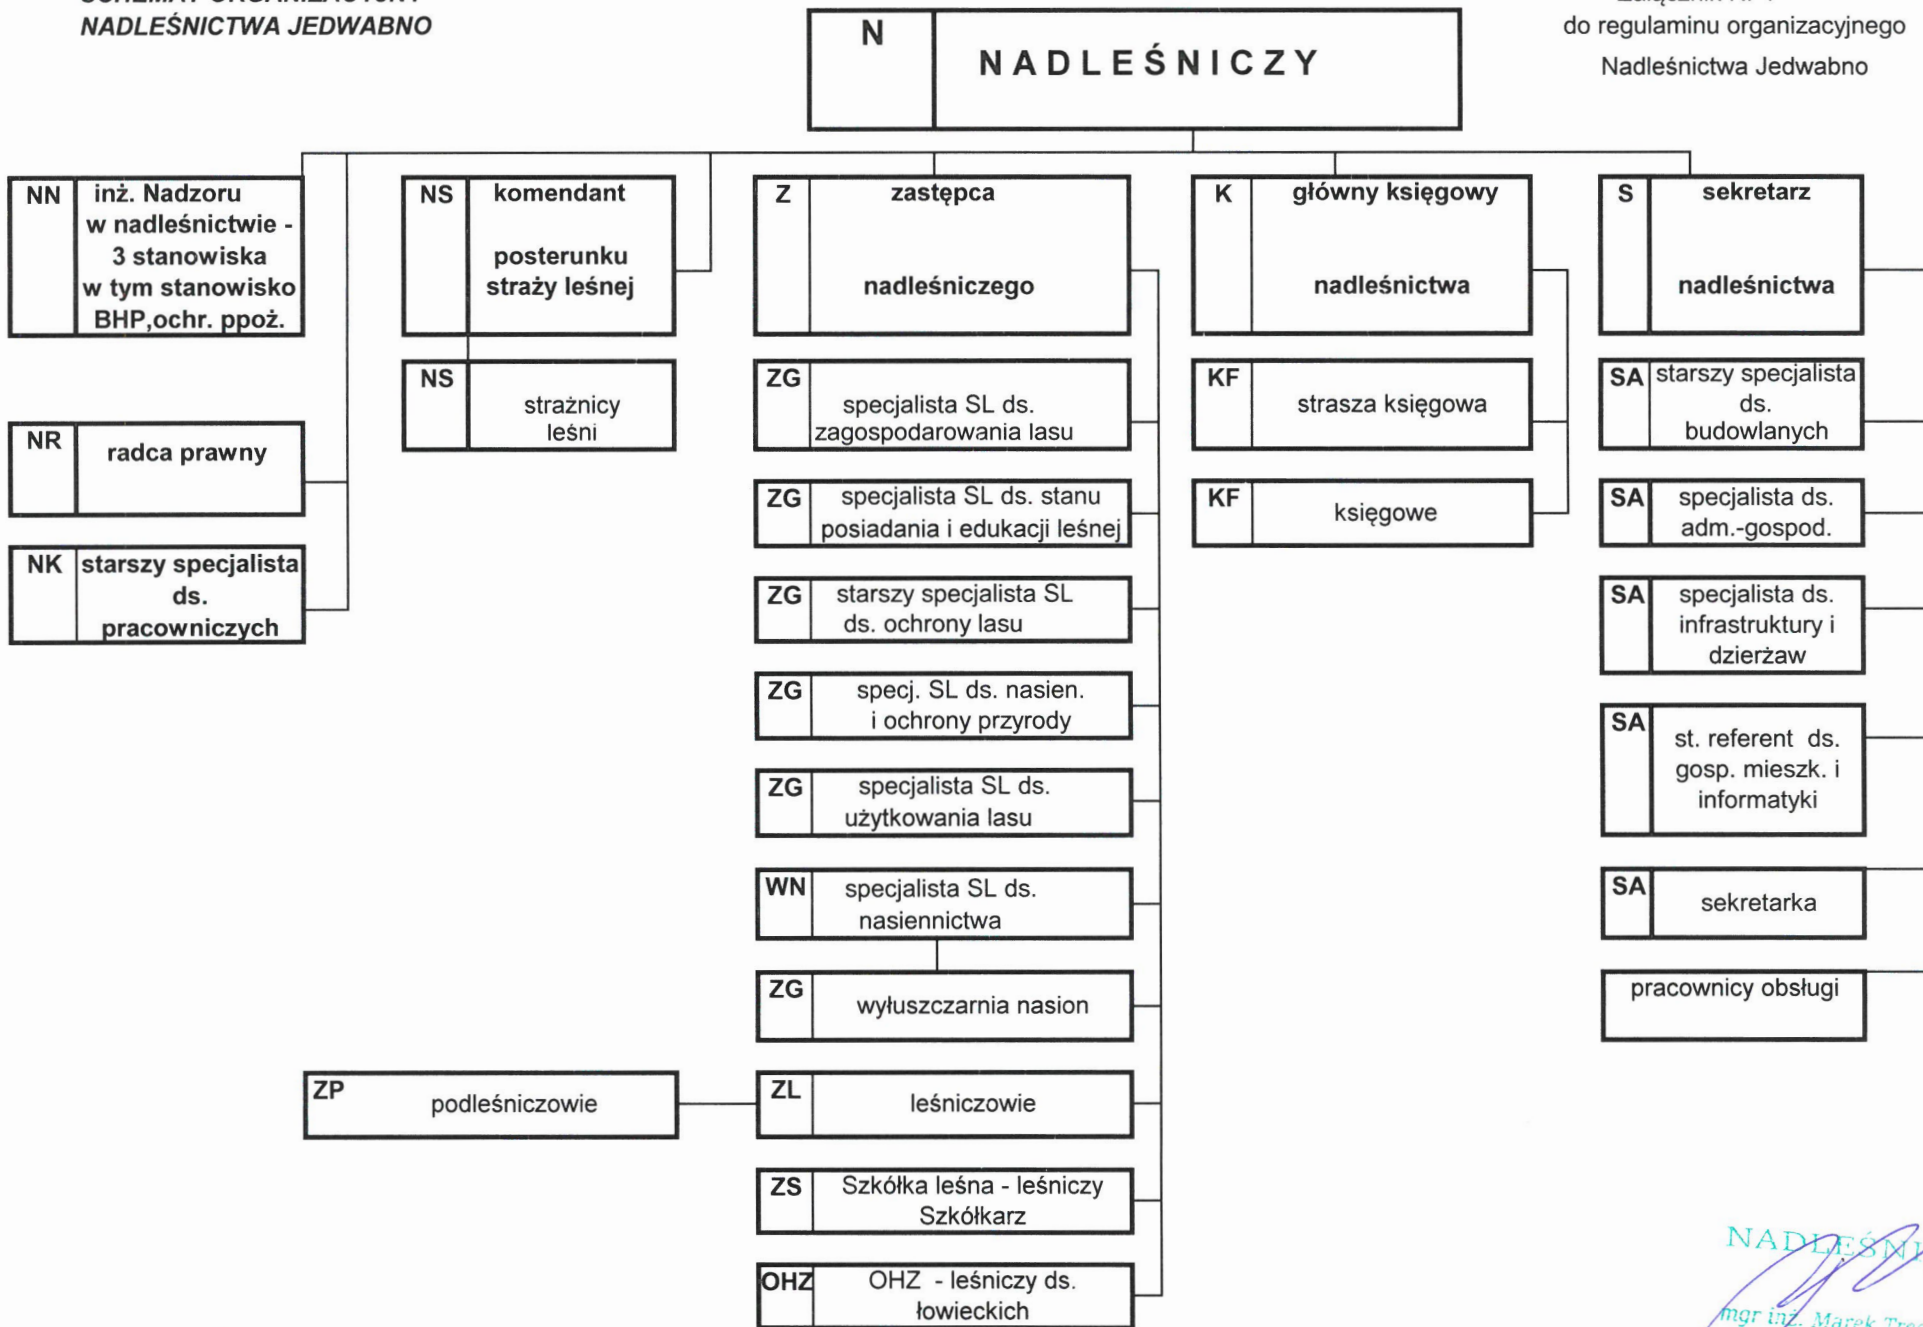 NADLEŚNICTWA JEDWABNO
do regulaminu organizacyjnego
Nadleśnictwa Jedwabno
N
NADLEŚNICZY
NN
inż. Nadzoru
w nadleśnictwie -
3 stanowiska
w tym stanowisko
BHP,ochr. ppoż.
NS
komendant
posterunku
straży leśnej
Z
zastępca
nadleśniczego
K
główny księgowy
nadleśnictwa
S
sekretarz
nadleśnictwa
NS
strażnicy
leśni
NR
radca prawny
NK
starszy specjalista
ds.
pracowniczych
ZG
specjalista SL ds.
zagospodarowania lasu
ZG
specjalista SL ds. stanu
posiadania i edukacji leśnej
ZG
starszy specjalista SL
ds. ochrony lasu
ZG
specj. SL ds. nasien.
i ochrony przyrody
ZG
specjalista SL ds.
użytkowania lasu
WN
specjalista SL ds.
nasiennictwa
ZG
wyłuszczarnia nasion
ZP
podleśniczowie
ZL
leśniczowie
ZS
Szkółka leśna - leśniczy
Szkółkarz
OHZ
OHZ - leśniczy ds.
łowieckich
KF
strasza księgowa
KF
księgowe
SA
starszy specjalista
ds.
budowlanych
SA
specjalista ds.
adm.-gospod.
SA
specjalista ds.
infrastruktury i
dzierżaw
SA
st. referent ds.
gosp. mieszk. i
informatyki
SA
sekretarka
pracownicy obsługi
mgr inż. Marek